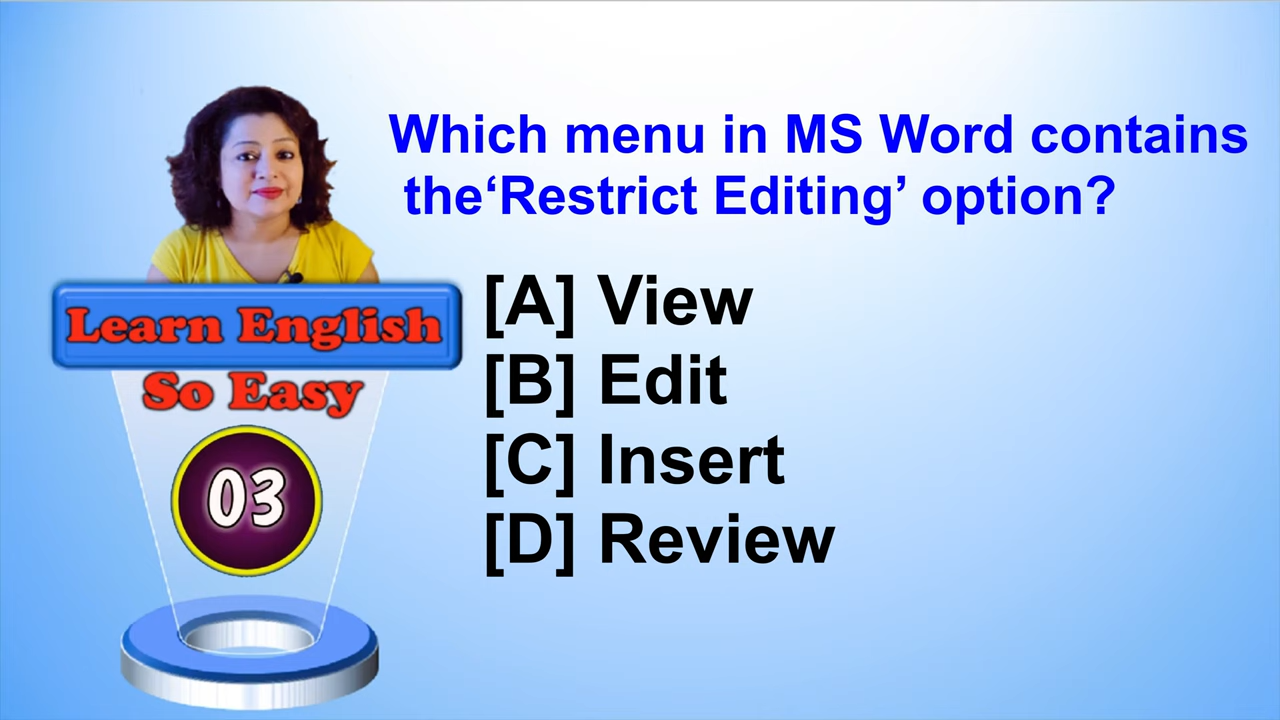 Which menu in MS Word contains
the‘Restrict Editing’ option?
[A] View
[B] Edit
[C] Insert
[D] Review
Learn English
So Easy
03